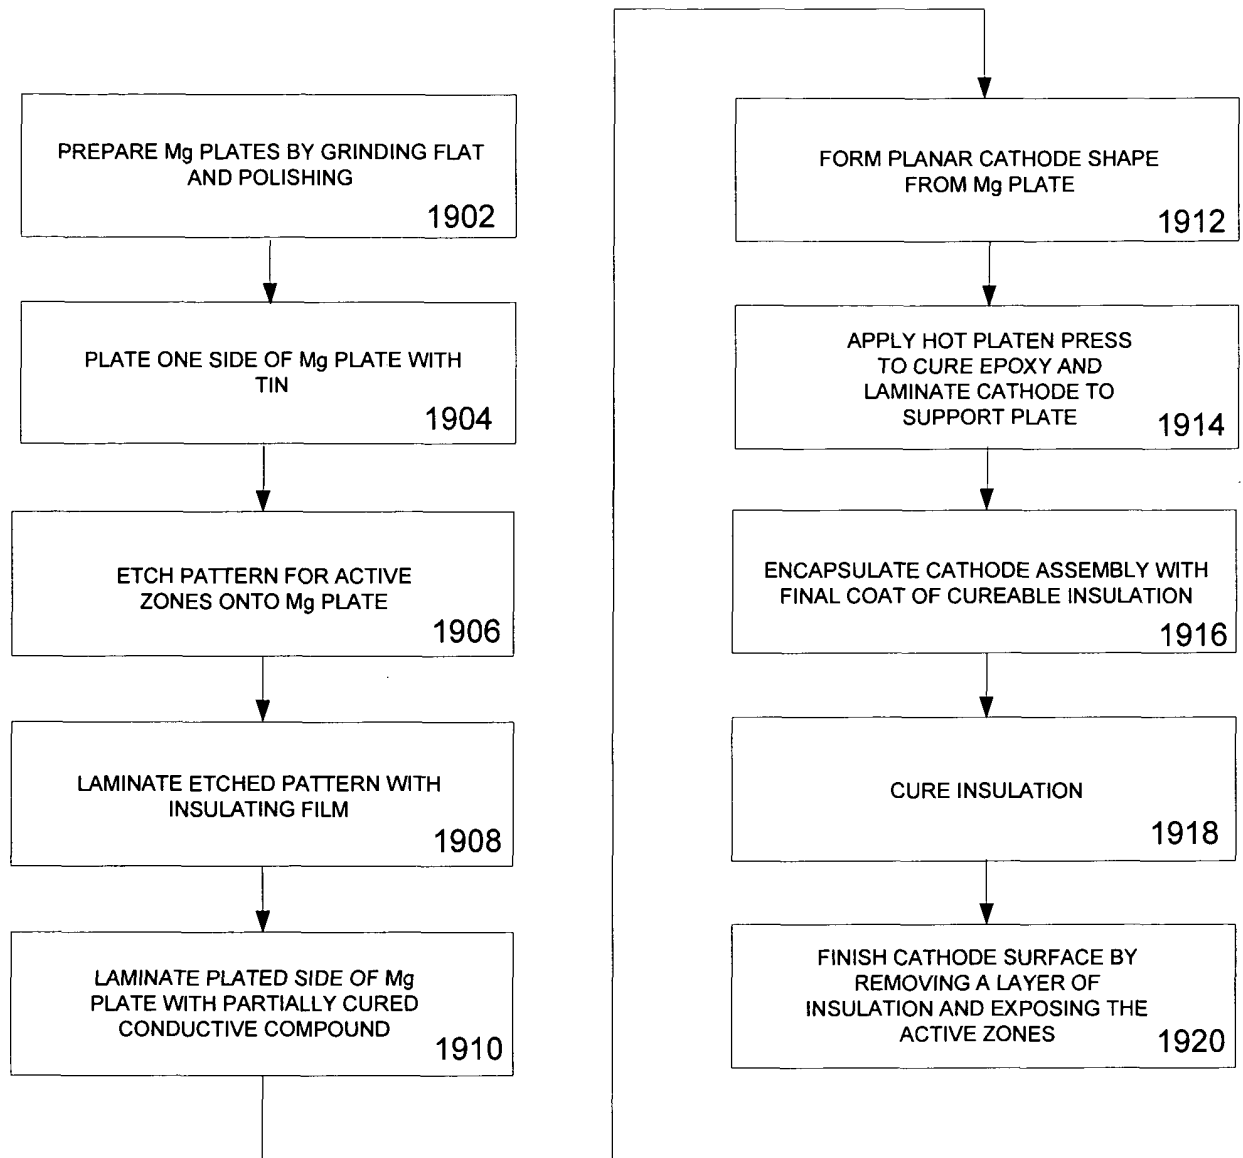 PREPARE Mg PLATES BY GRINDING FLAT
AND POLISHING
1902
PLATE ONE SIDE OF Mg PLATE WITH
TIN
1904
ETCH PATTERN FOR ACTIVE
ZONES ONTO Mg PLATE
1906
LAMINATE ETCHED PATTERN WITH
INSULATING FILM
1908
LAMINATE PLATED SIDE OF Mg
PLATE WITH PARTIALLY CURED
CONDUCTIVE COMPOUND
1910
FORM PLANAR CATHODE SHAPE
FROM Mg PLATE
1912
APPLY HOT PLATEN PRESS
TO CURE EPOXY AND
LAMINATE CATHODE TO
SUPPORT PLATE
1914
ENCAPSULATE CATHODE ASSEMBLY WITH
FINAL COAT OF CUREABLE INSULATION
1916
CURE INSULATION
1918
FINISH CATHODE SURFACE BY
REMOVING A LAYER OF
INSULATION AND EXPOSING THE
ACTIVE ZONES
1920